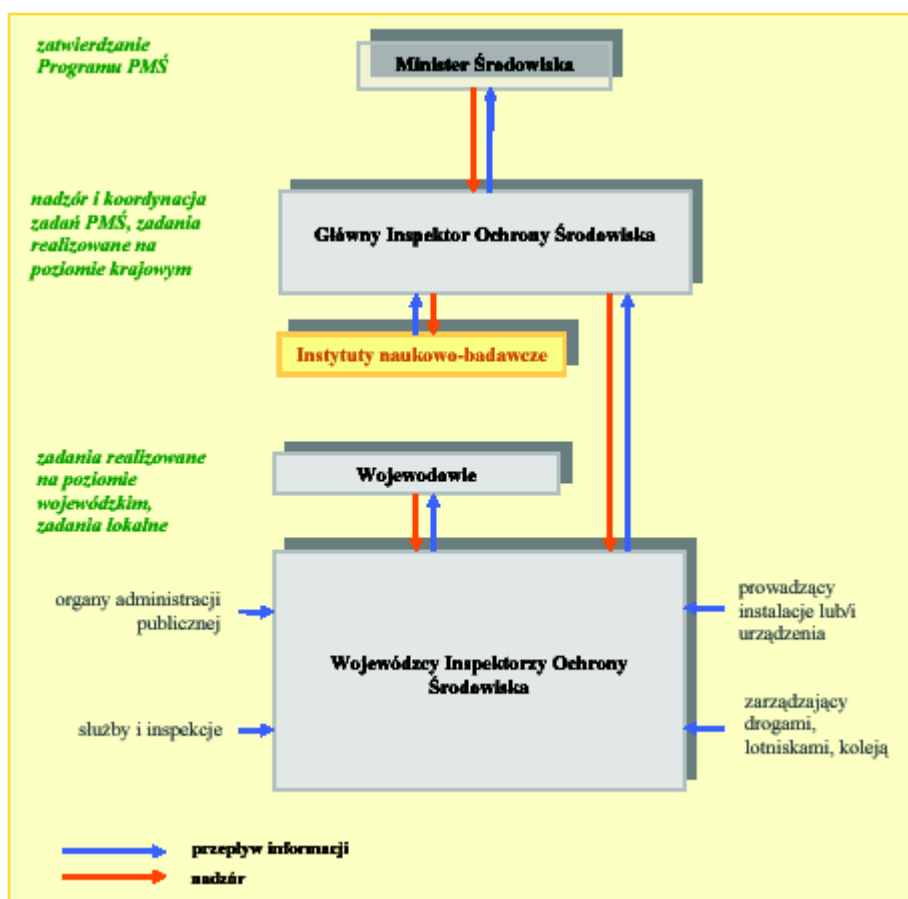 zatwierdzanie
Programu PMŚ
Minister Środowiska
nadzór i koordynacja
zadań PMŚ, zadania
realizowane na
poziomie krajowym
Główny Inspektor Ochrony Środowiska
Instytuty naukowo-badawcze
zadania realizowane
na poziomie
wojewódzkim,
zadania lokalne
Wojewodowie
organy administracji
publicznej
prowadzący
instalacje lub/i
urządzenia
Wojewódzcy Inspektorzy Ochrony
Środowiska
służby i inspekcje
zarządzający
drogami,
lotniskami, koleją
przepływ informacji
nadzór